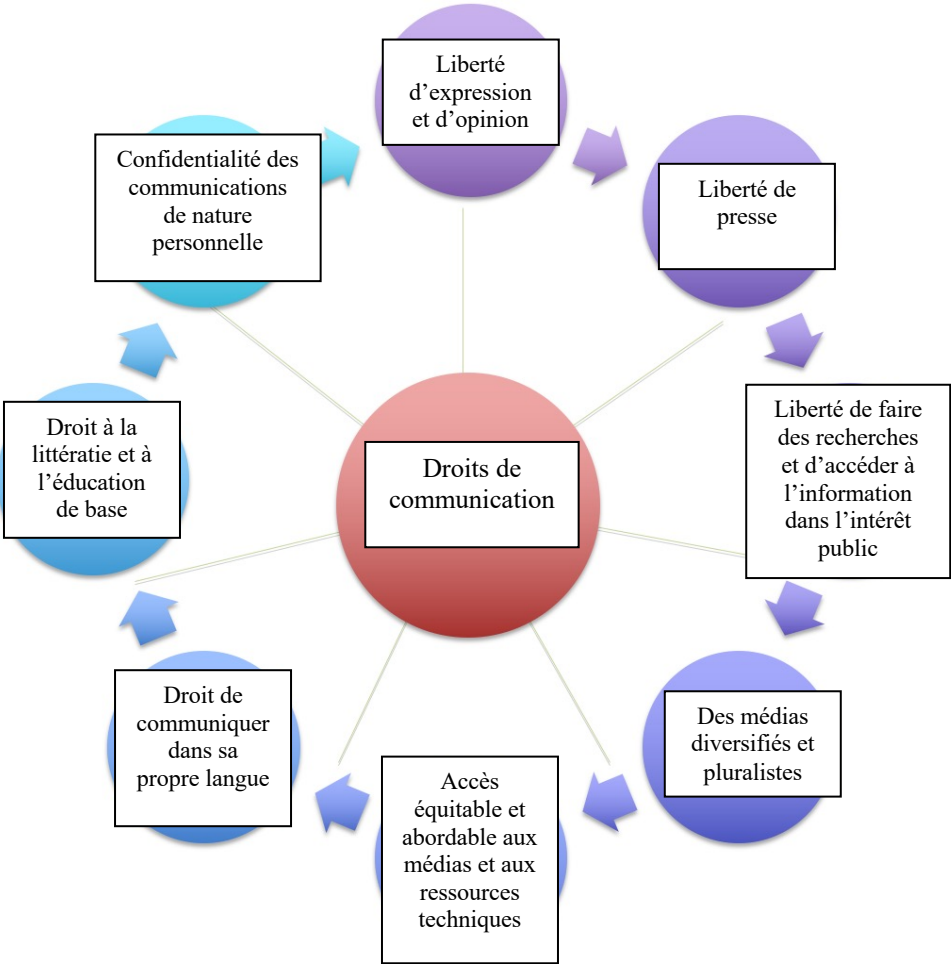 Liberté
d’expression
et d’opinion
Liberté de
presse
Liberté de faire
des recherches
et d’accéder à
l’information
dans l’intérêt
public
Des médias
diversifiés et
pluralistes
Accès
équitable et
abordable aux
médias et aux
ressources
techniques
Droit de
communiquer
dans sa
propre langue
Droit à la
littératie et à
l’éducation
de base
Confidentialité des
communications
de nature
personnelle
Droits de
communication